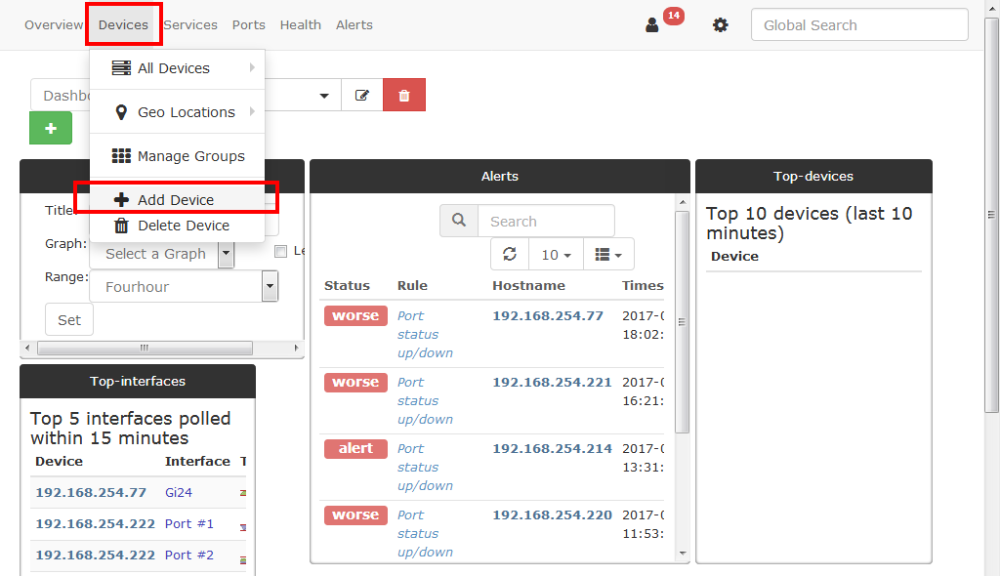 Overview Devices Services Ports Health Alerts 14 Global Search
All Devices
Geo Locations
Manage Groups
Add Device
Delete Device
Title
Graph:
Select a Graph
Range:
Fourhour
Set
Alerts
Search
10
Status Rule Hostname Times
worse Port status up/down 192.168.254.77 2017-0
18:02:
worse Port status up/down 192.168.254.221 2017-0
16:21:
alert Port status up/down 192.168.254.214 2017-0
13:31:
worse Port status up/down 192.168.254.220 2017-0
11:53:
Top-devices
Top 10 devices (last 10
minutes)
Device
Top-interfaces
Top 5 interfaces polled
within 15 minutes
Device Interface T
192.168.254.77 Gi24
192.168.254.222 Port #1
192.168.254.222 Port #2